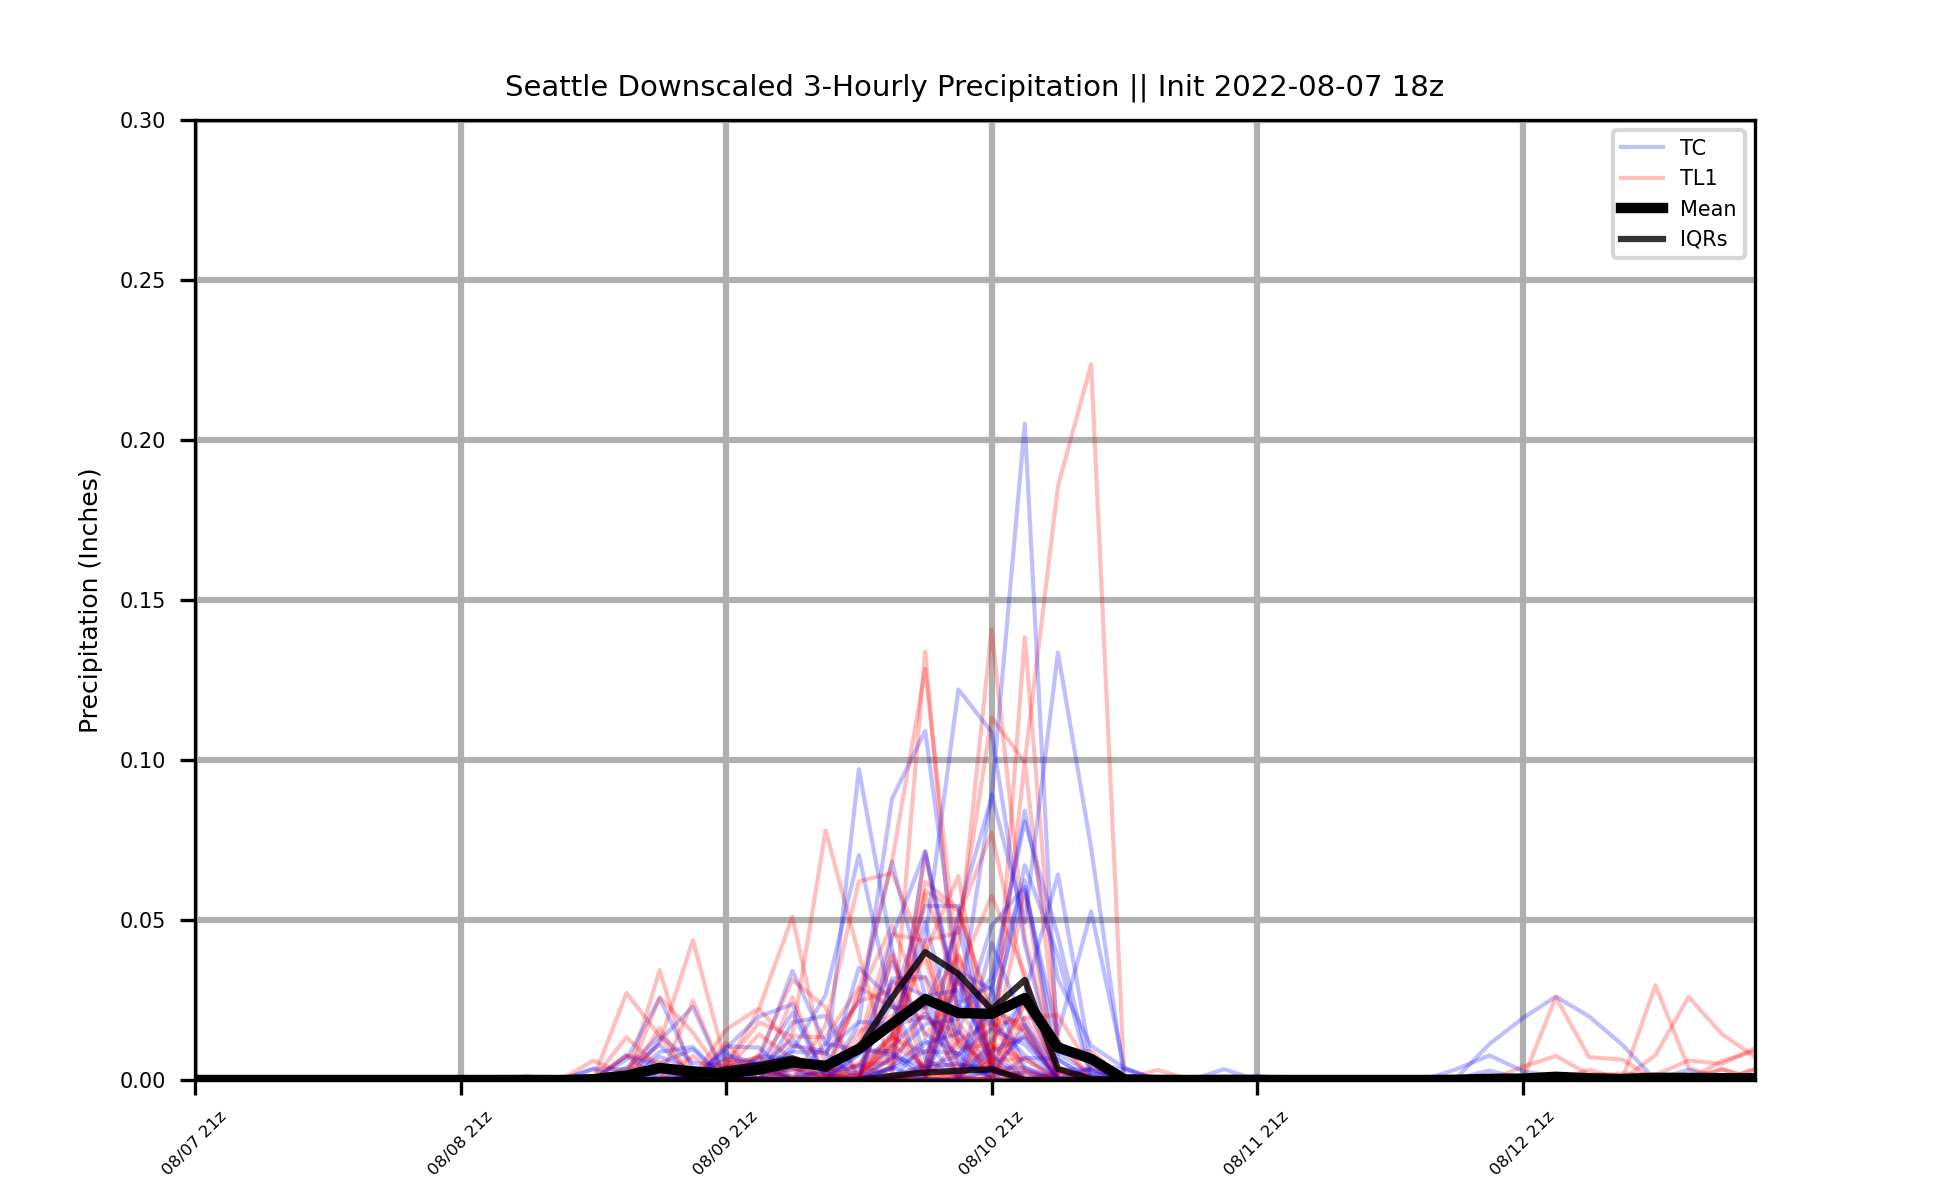 Seattle Downscaled 3-Hourly Precipitation || Init 2022-08-07 18z
0.30
0.25
0.20
0.15
0.10
0.05
0.00
Precipitation (Inches)
TC
TL1
Mean
IQRs
08/07 21z
08/08 21z
08/09 21z
08/10 21z
08/11 21z
08/12 21z